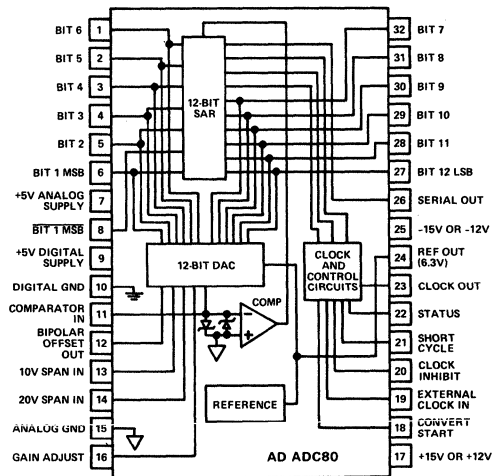 BIT 6 1
BIT 5 2
BIT 4 3
BIT 3 4
BIT 2 5
BIT 1 MSB 6
+5V ANALOG
SUPPLY 7
BIT 1 MSB 8
+5V DIGITAL
SUPPLY 9
DIGITAL GND 10
COMPARATOR
IN 11
BIPOLAR
OFFSET
OUT 12
10V SPAN IN 13
20V SPAN IN 14
ANALOG GND 15
GAIN ADJUST 16
12-BIT
SAR
12-BIT DAC
COMP
−
+
REFERENCE
CLOCK
AND
CONTROL
CIRCUITS
AD ADC80
32 BIT 7
31 BIT 8
30 BIT 9
29 BIT 10
28 BIT 11
27 BIT 12 LSB
26 SERIAL OUT
25 -15V OR -12V
24 REF OUT
(6.3V)
23 CLOCK OUT
22 STATUS
21 SHORT
CYCLE
20 CLOCK
INHIBIT
19 EXTERNAL
CLOCK IN
18 CONVERT
START
17 +15V OR +12V